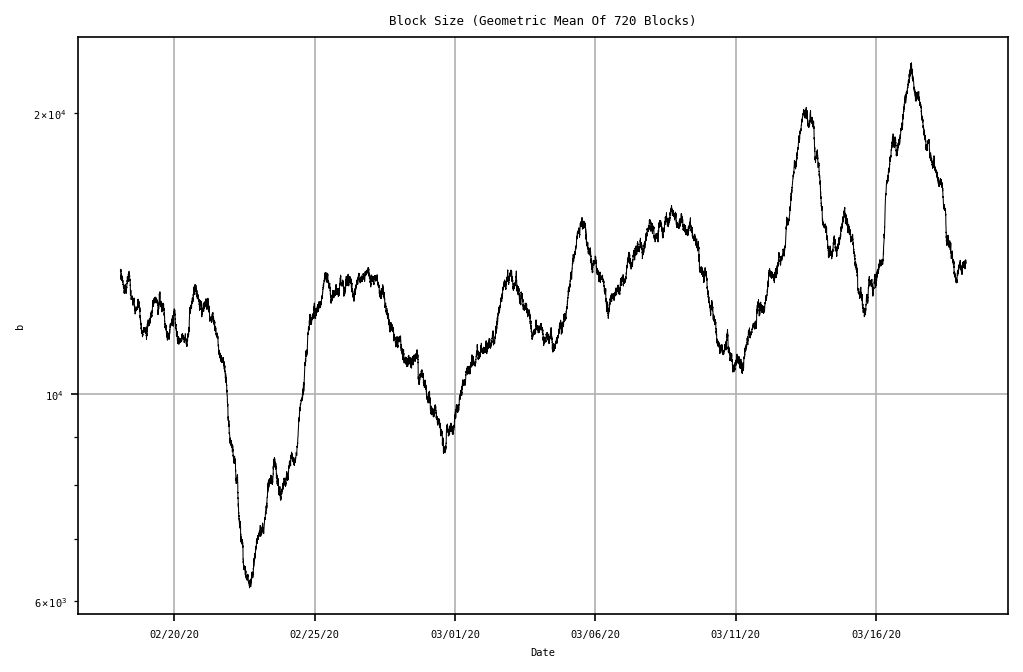 Block Size (Geometric Mean Of 720 Blocks)
2×10⁴
b
10⁴
6×10³
02/20/20 02/25/20 03/01/20 03/06/20 03/11/20 03/16/20
Date